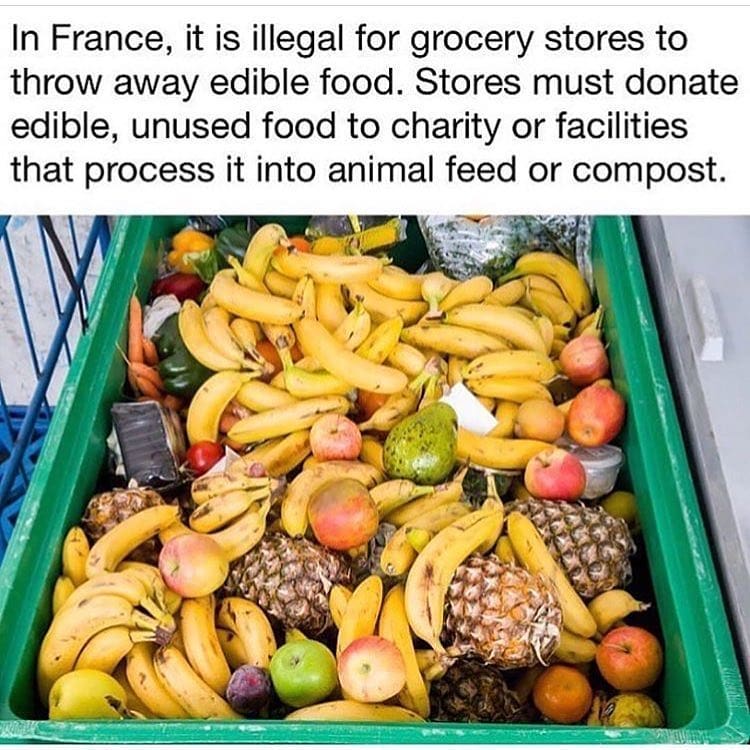 In France, it is illegal for grocery stores to
throw away edible food. Stores must donate
edible, unused food to charity or facilities
that process it into animal feed or compost.